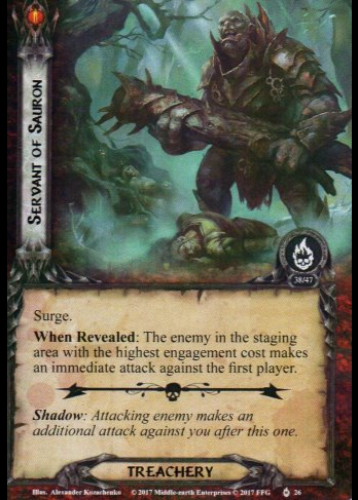 SERVANT OF SAURON
38/47
Surge.
When Revealed: The enemy in the staging
area with the highest engagement cost makes
an immediate attack against the first player.
Shadow: Attacking enemy makes an
additional attack against you after this one.
TREACHERY
Illus. Alexander Kozachenko © 2017 Middle-earth Enterprises © 2017 FFG 26